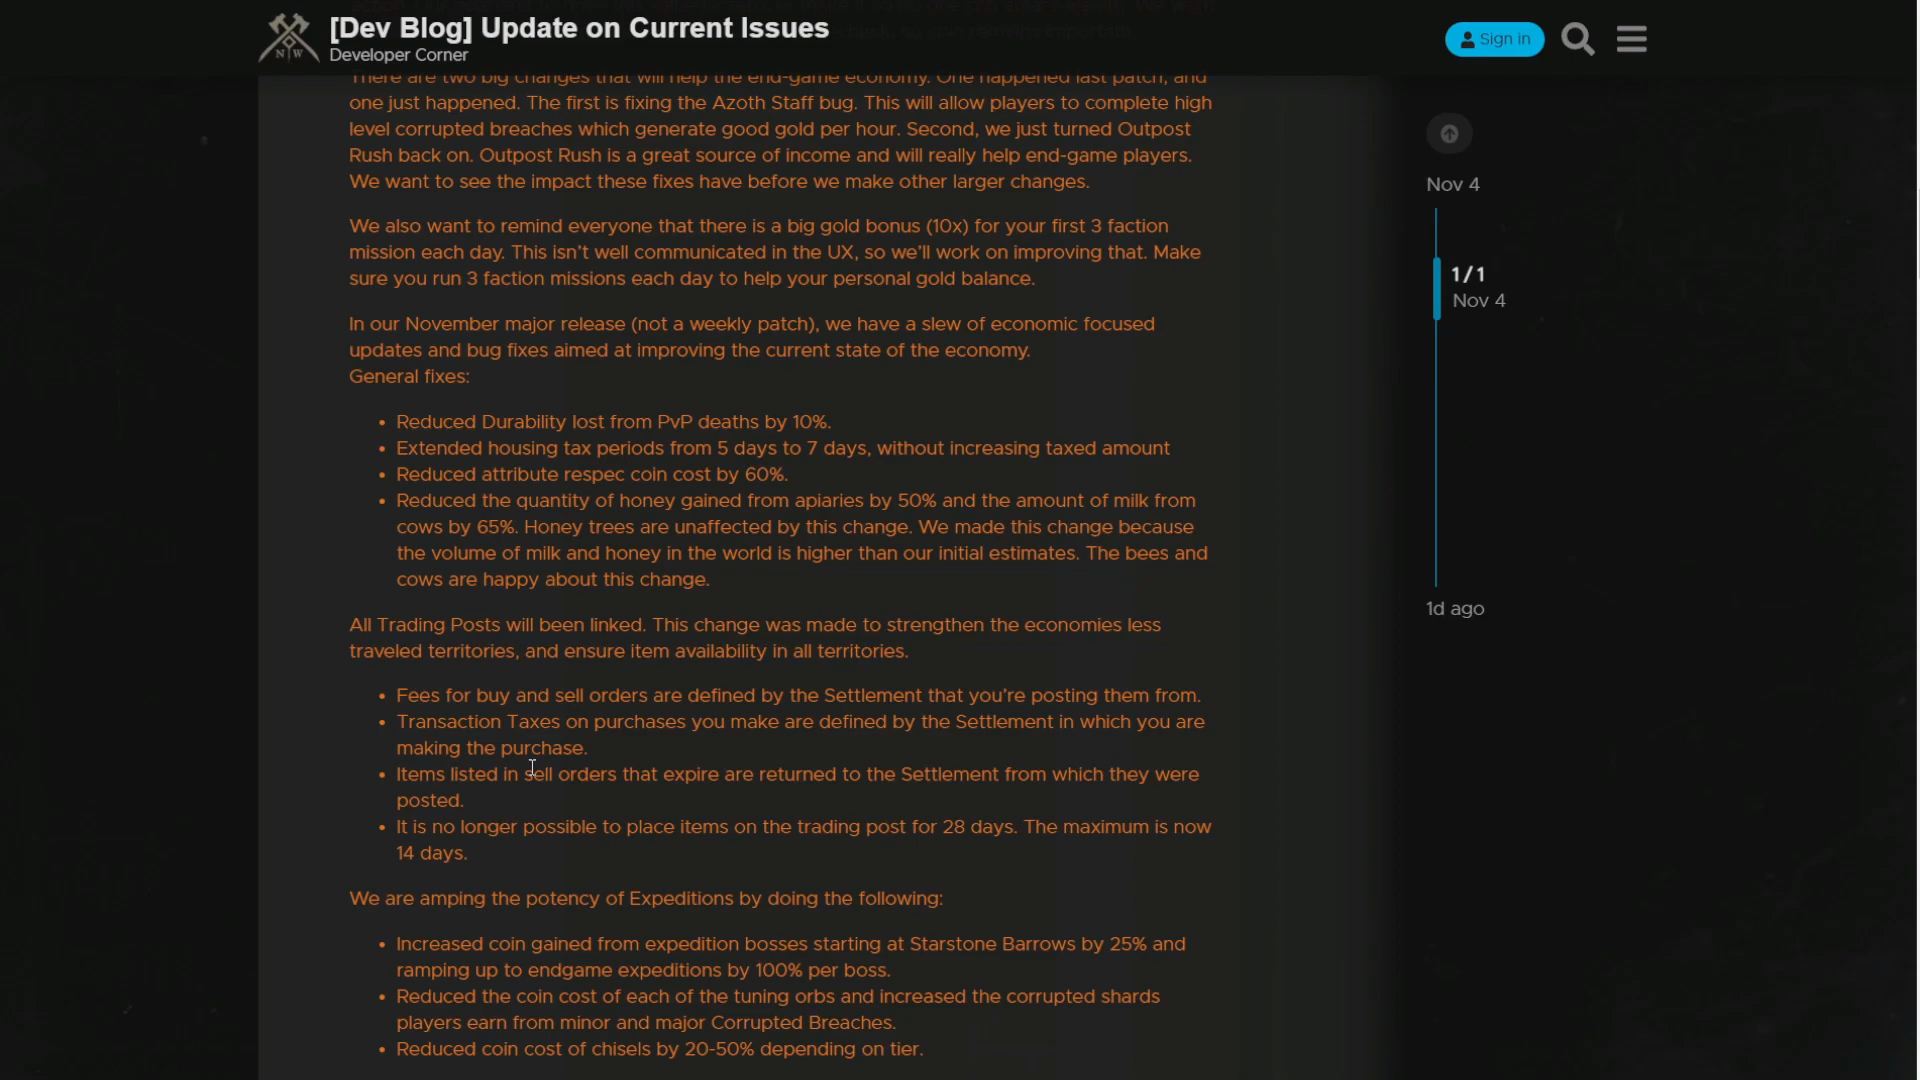 [Dev Blog] Update on Current Issues
Developer Corner
Sign in
There are two big changes that will help the end-game economy. One happened last patch, and
one just happened. The first is fixing the Azoth Staff bug. This will allow players to complete high
level corrupted breaches which generate good gold per hour. Second, we just turned Outpost
Rush back on. Outpost Rush is a great source of income and will really help end-game players.
We want to see the impact these fixes have before we make other larger changes.
We also want to remind everyone that there is a big gold bonus (10x) for your first 3 faction
mission each day. This isn't well communicated in the UX, so we'll work on improving that. Make
sure you run 3 faction missions each day to help your personal gold balance.
In our November major release (not a weekly patch), we have a slew of economic focused
updates and bug fixes aimed at improving the current state of the economy.
General fixes:
• Reduced Durability lost from PvP deaths by 10%.
• Extended housing tax periods from 5 days to 7 days, without increasing taxed amount
• Reduced attribute respec coin cost by 60%.
• Reduced the quantity of honey gained from apiaries by 50% and the amount of milk from
cows by 65%. Honey trees are unaffected by this change. We made this change because
the volume of milk and honey in the world is higher than our initial estimates. The bees and
cows are happy about this change.
All Trading Posts will been linked. This change was made to strengthen the economies less
traveled territories, and ensure item availability in all territories.
• Fees for buy and sell orders are defined by the Settlement that you're posting them from.
• Transaction Taxes on purchases you make are defined by the Settlement in which you are
making the purchase.
• Items listed in sell orders that expire are returned to the Settlement from which they were
posted.
• It is no longer possible to place items on the trading post for 28 days. The maximum is now
14 days.
We are amping the potency of Expeditions by doing the following:
• Increased coin gained from expedition bosses starting at Starstone Barrows by 25% and
ramping up to endgame expeditions by 100% per boss.
• Reduced the coin cost of each of the tuning orbs and increased the corrupted shards
players earn from minor and major Corrupted Breaches.
• Reduced coin cost of chisels by 20-50% depending on tier.
Nov 4
1/1
Nov 4
1d ago
N W